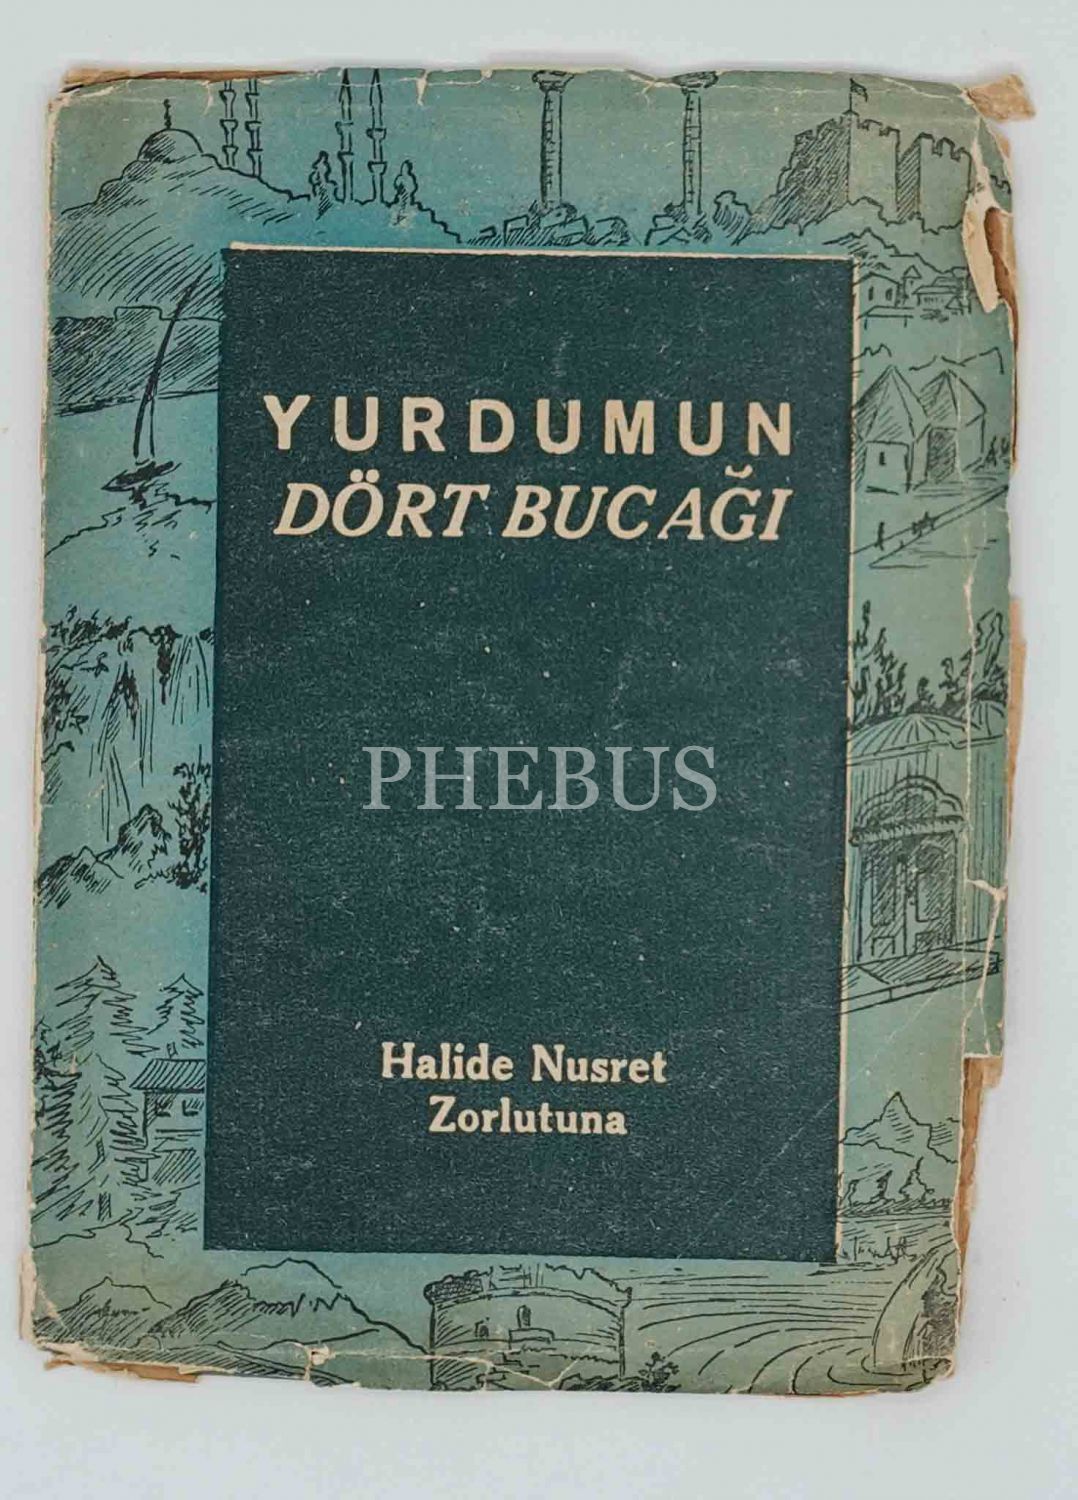 YURDUMUN
DÖRT BUCAĞI
PHEBUS
Halide Nusret
Zorlutuna